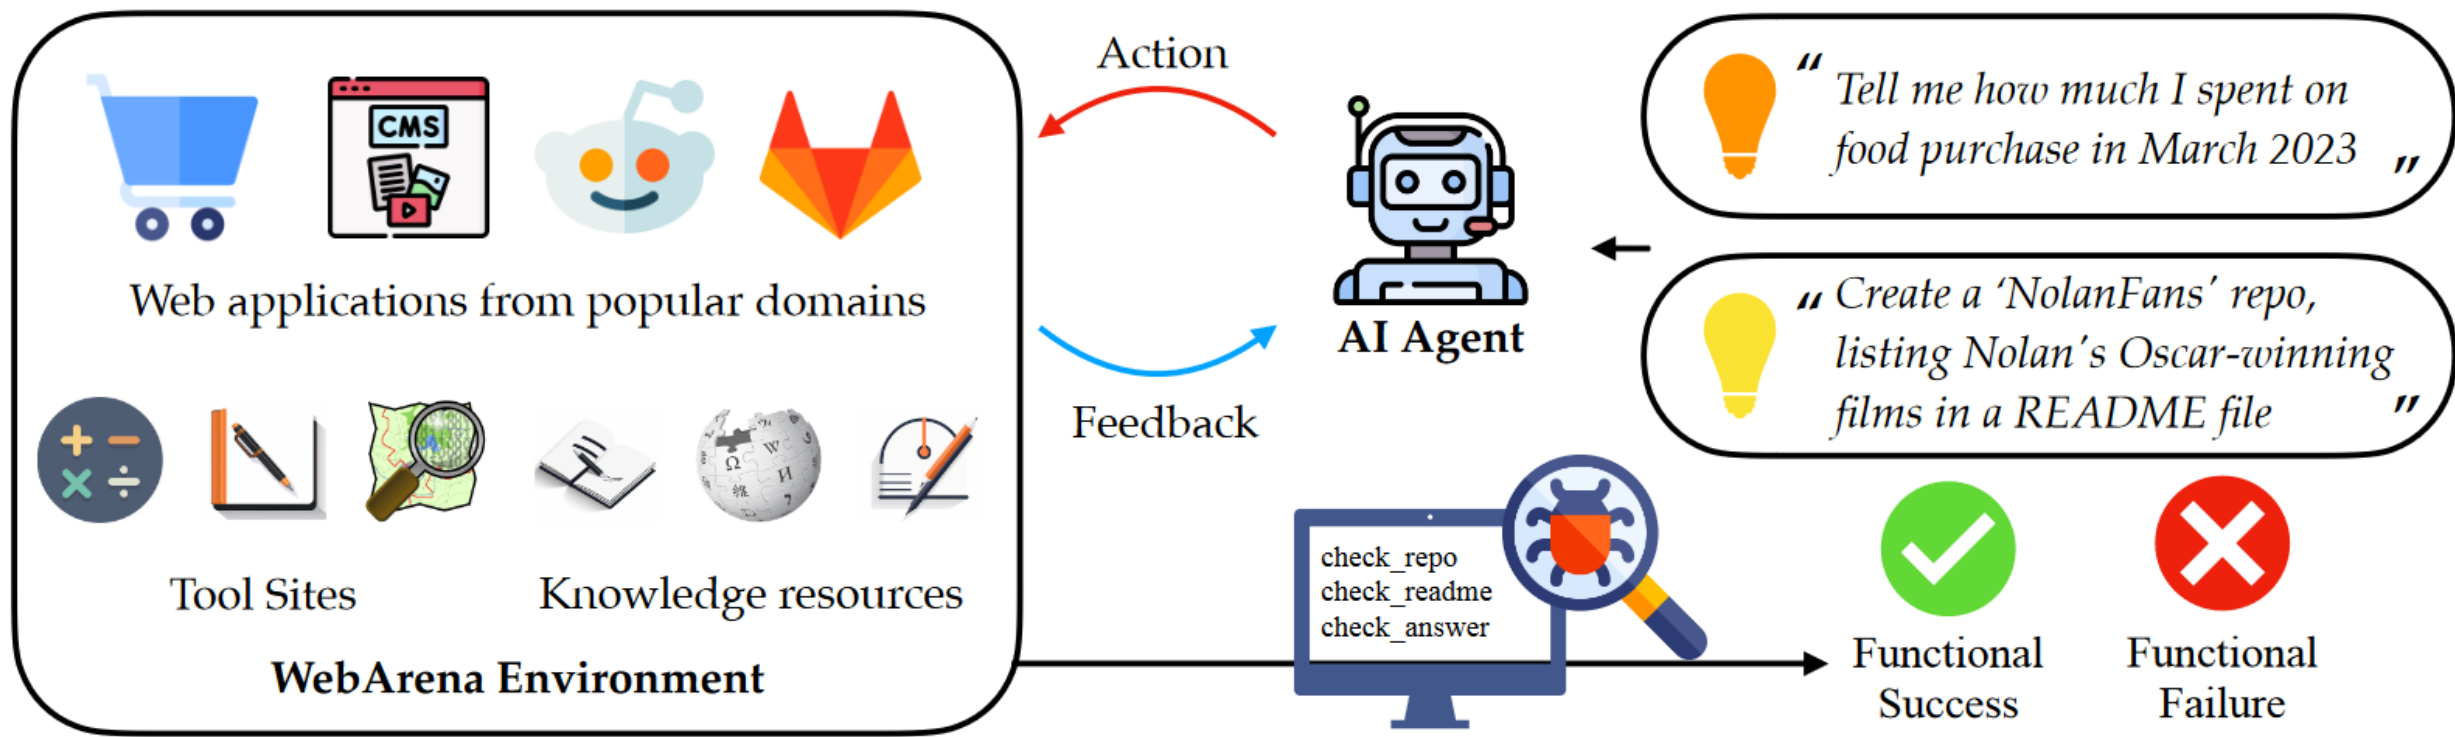 CMS
Web applications from popular domains
Tool Sites
Knowledge resources
WebArena Environment
Action
Feedback
AI Agent
“ Tell me how much I spent on
food purchase in March 2023 ”
“ Create a ‘NolanFans’ repo,
listing Nolan's Oscar-winning
films in a README file ”
check_repo
check_readme
check_answer
Functional
Success
Functional
Failure